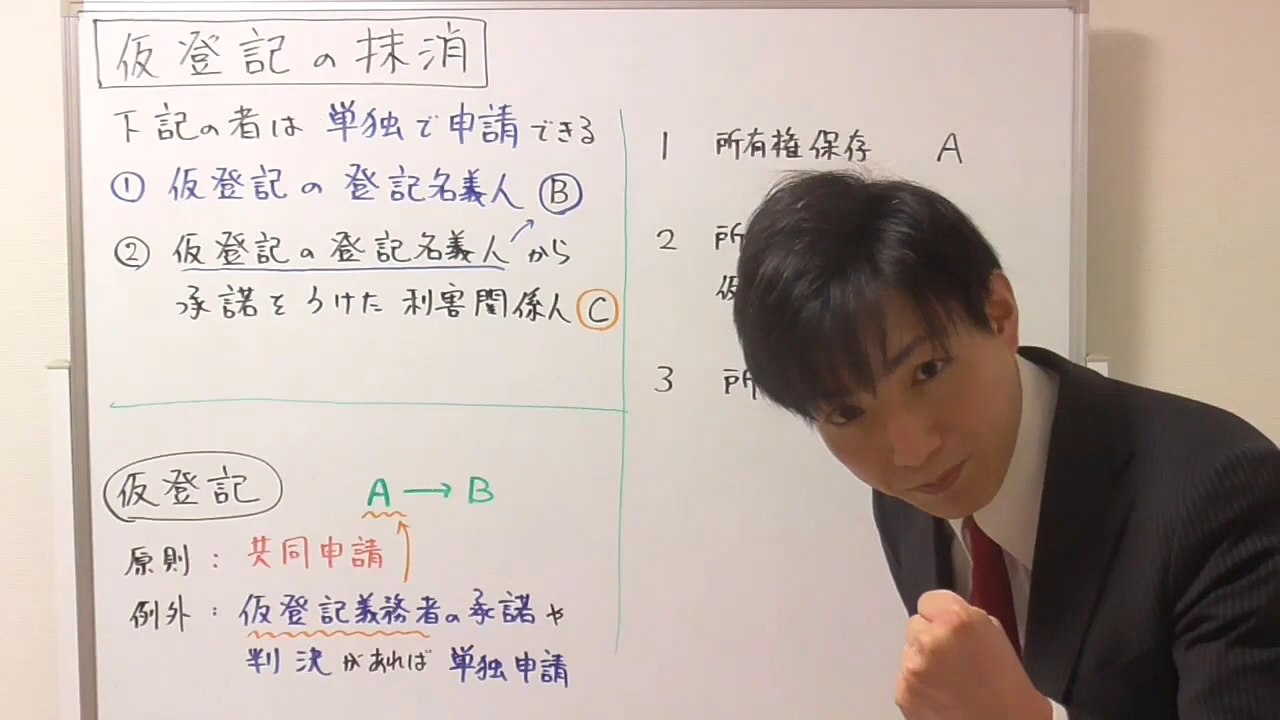 仮登記の抹消
下記の者は 単独で申請できる
① 仮登記の登記名義人 B
② 仮登記の登記名義人から
承諾をうけた利害関係人 C
仮登記
A → B
原則 : 共同申請
例外 : 仮登記義務者の承諾や
判決があれば 単独申請
1 所有権保存 A
2 所
仮
3 所